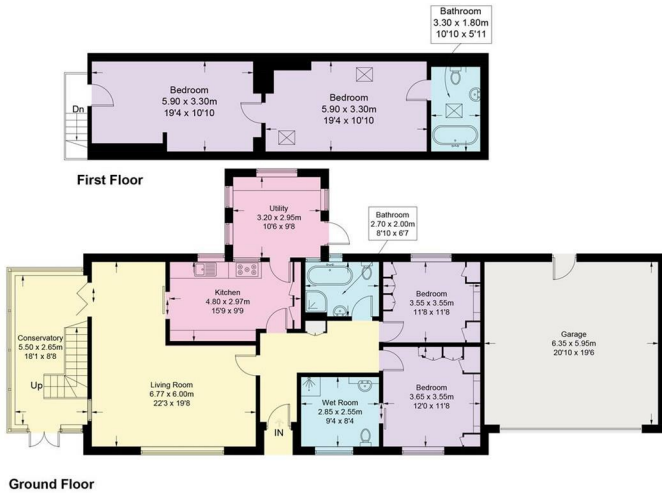 Bathroom
3.30 x 1.80m
10'10 x 5'11
Bedroom
5.90 x 3.30m
19'4 x 10'10
Bedroom
5.90 x 3.30m
19'4 x 10'10
Dn
First Floor
Utility
3.20 x 2.95m
10'6 x 9'8
Bathroom
2.70 x 2.00m
8'10 x 6'7
Kitchen
4.80 x 2.97m
15'9 x 9'9
Bedroom
3.55 x 3.55m
11'8 x 11'8
Garage
6.35 x 5.95m
20'10 x 19'6
Conservatory
5.50 x 2.65m
18'1 x 8'8
Up
Living Room
6.77 x 6.00m
22'3 x 19'8
Wet Room
2.85 x 2.55m
9'4 x 8'4
Bedroom
3.65 x 3.55m
12'0 x 11'8
IN
Ground Floor